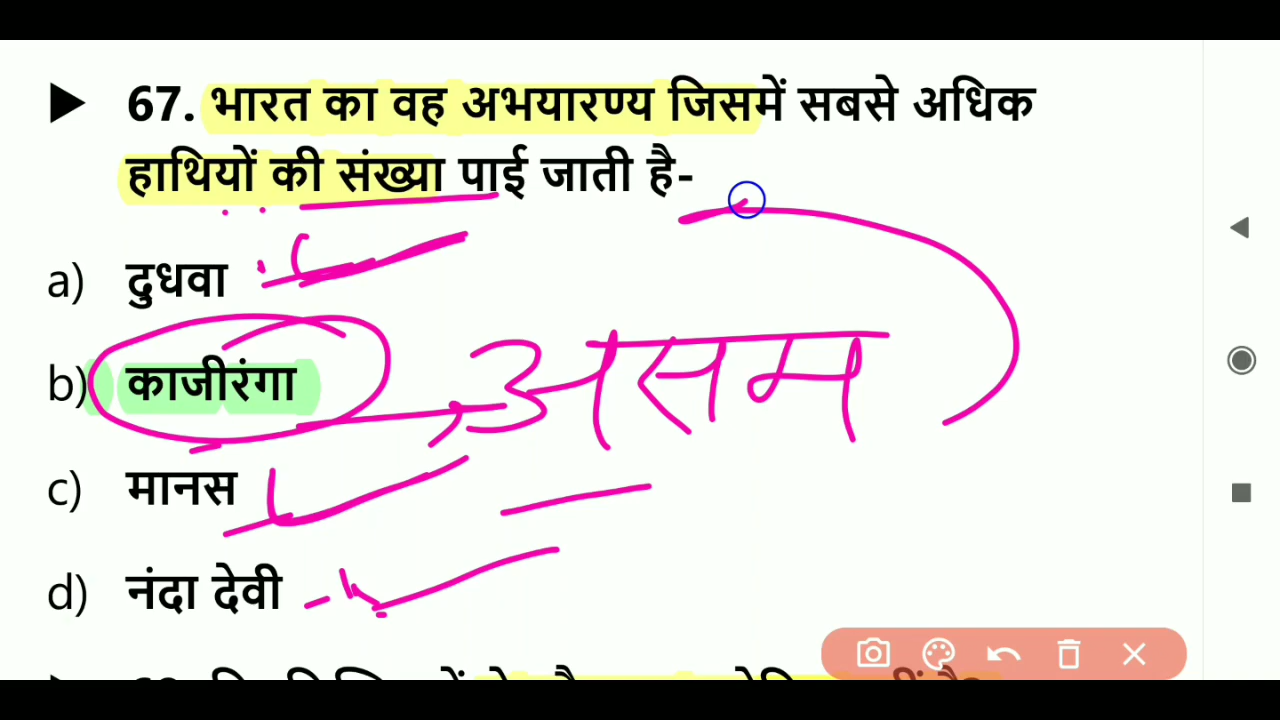 67. भारत का वह अभयारण्य जिसमें सबसे अधिक
हाथियों की संख्या पाई जाती है-
a) दुधवा
b) काजीरंगा
असम
c) मानस
d) नंदा देवी